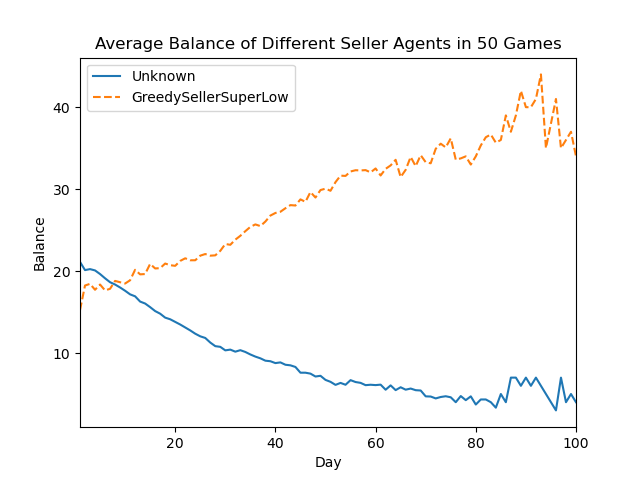 Average Balance of Different Seller Agents in 50 Games
Unknown
GreedySellerSuperLow
40
30
20
10
Balance
20
40
60
80
100
Day